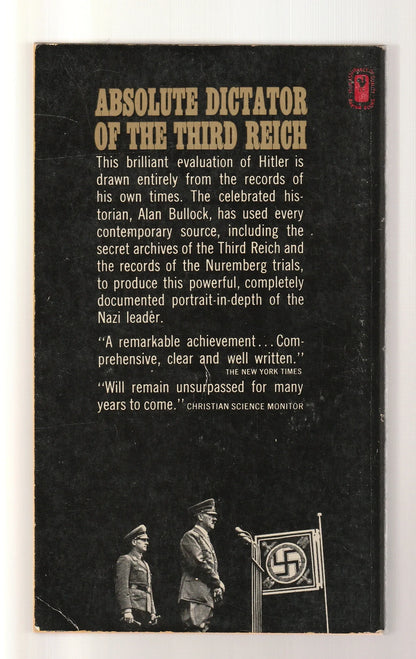 ABSOLUTE DICTATOR
OF THE THIRD REICH
This brilliant evaluation of Hitler is
drawn entirely from the records of
his own times. The celebrated his-
torian, Alan Bullock, has used every
contemporary source, including the
secret archives of the Third Reich and
the records of the Nuremberg trials,
to produce this powerful, completely
documented portrait-in-depth of the
Nazi leader.
"A remarkable achievement...Com-
prehensive, clear and well written."
THE NEW YORK TIMES
"Will remain unsurpassed for many
years to come." CHRISTIAN SCIENCE MONITOR